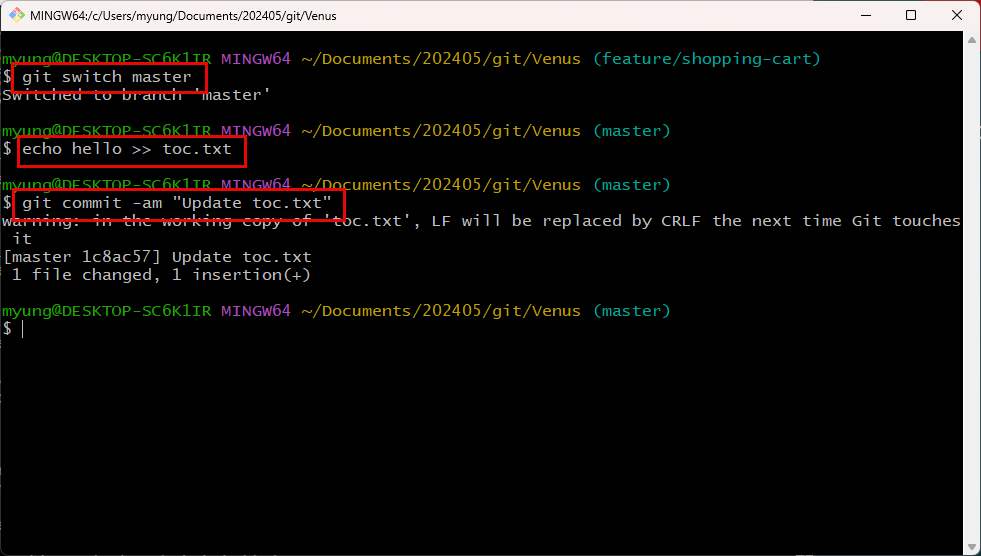 MINGW64:/c/Users/myung/Documents/202405/git/Venus
myung@DESKTOP-SC6K1IR MINGW64 ~/Documents/202405/git/Venus (feature/shopping-cart)
$ git switch master
Switched to branch 'master'
myung@DESKTOP-SC6K1IR MINGW64 ~/Documents/202405/git/Venus (master)
$ echo hello >> toc.txt
myung@DESKTOP-SC6K1IR MINGW64 ~/Documents/202405/git/Venus (master)
$ git commit -am "Update toc.txt"
warning: in the working copy of 'toc.txt', LF will be replaced by CRLF the next time Git touches
it
[master 1c8ac57] Update toc.txt
1 file changed, 1 insertion(+)
myung@DESKTOP-SC6K1IR MINGW64 ~/Documents/202405/git/Venus (master)
$